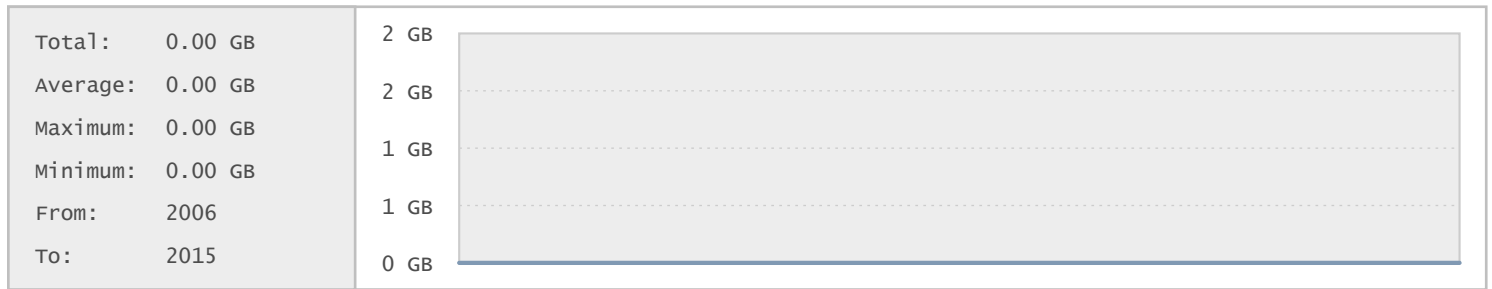 Total: 0.00 GB
Average: 0.00 GB
Maximum: 0.00 GB
Minimum: 0.00 GB
From: 2006
To: 2015
2 GB
2 GB
1 GB
1 GB
0 GB